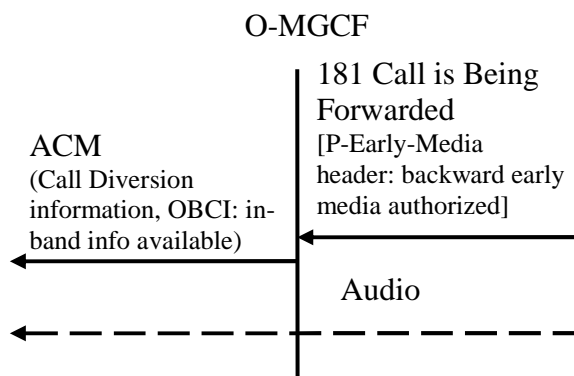 O-MGCF
181 Call is Being
Forwarded
[P-Early-Media
header: backward early
media authorized]
ACM
(Call Diversion
information, OBCI: in-
band info available)
Audio